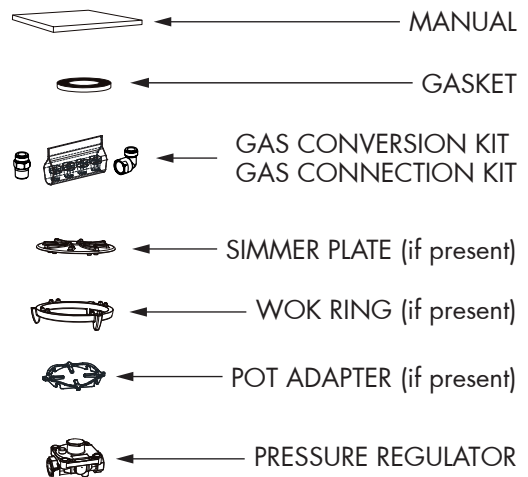 MANUAL
GASKET
GAS CONVERSION KIT
GAS CONNECTION KIT
SIMMER PLATE (if present)
WOK RING (if present)
POT ADAPTER (if present)
PRESSURE REGULATOR